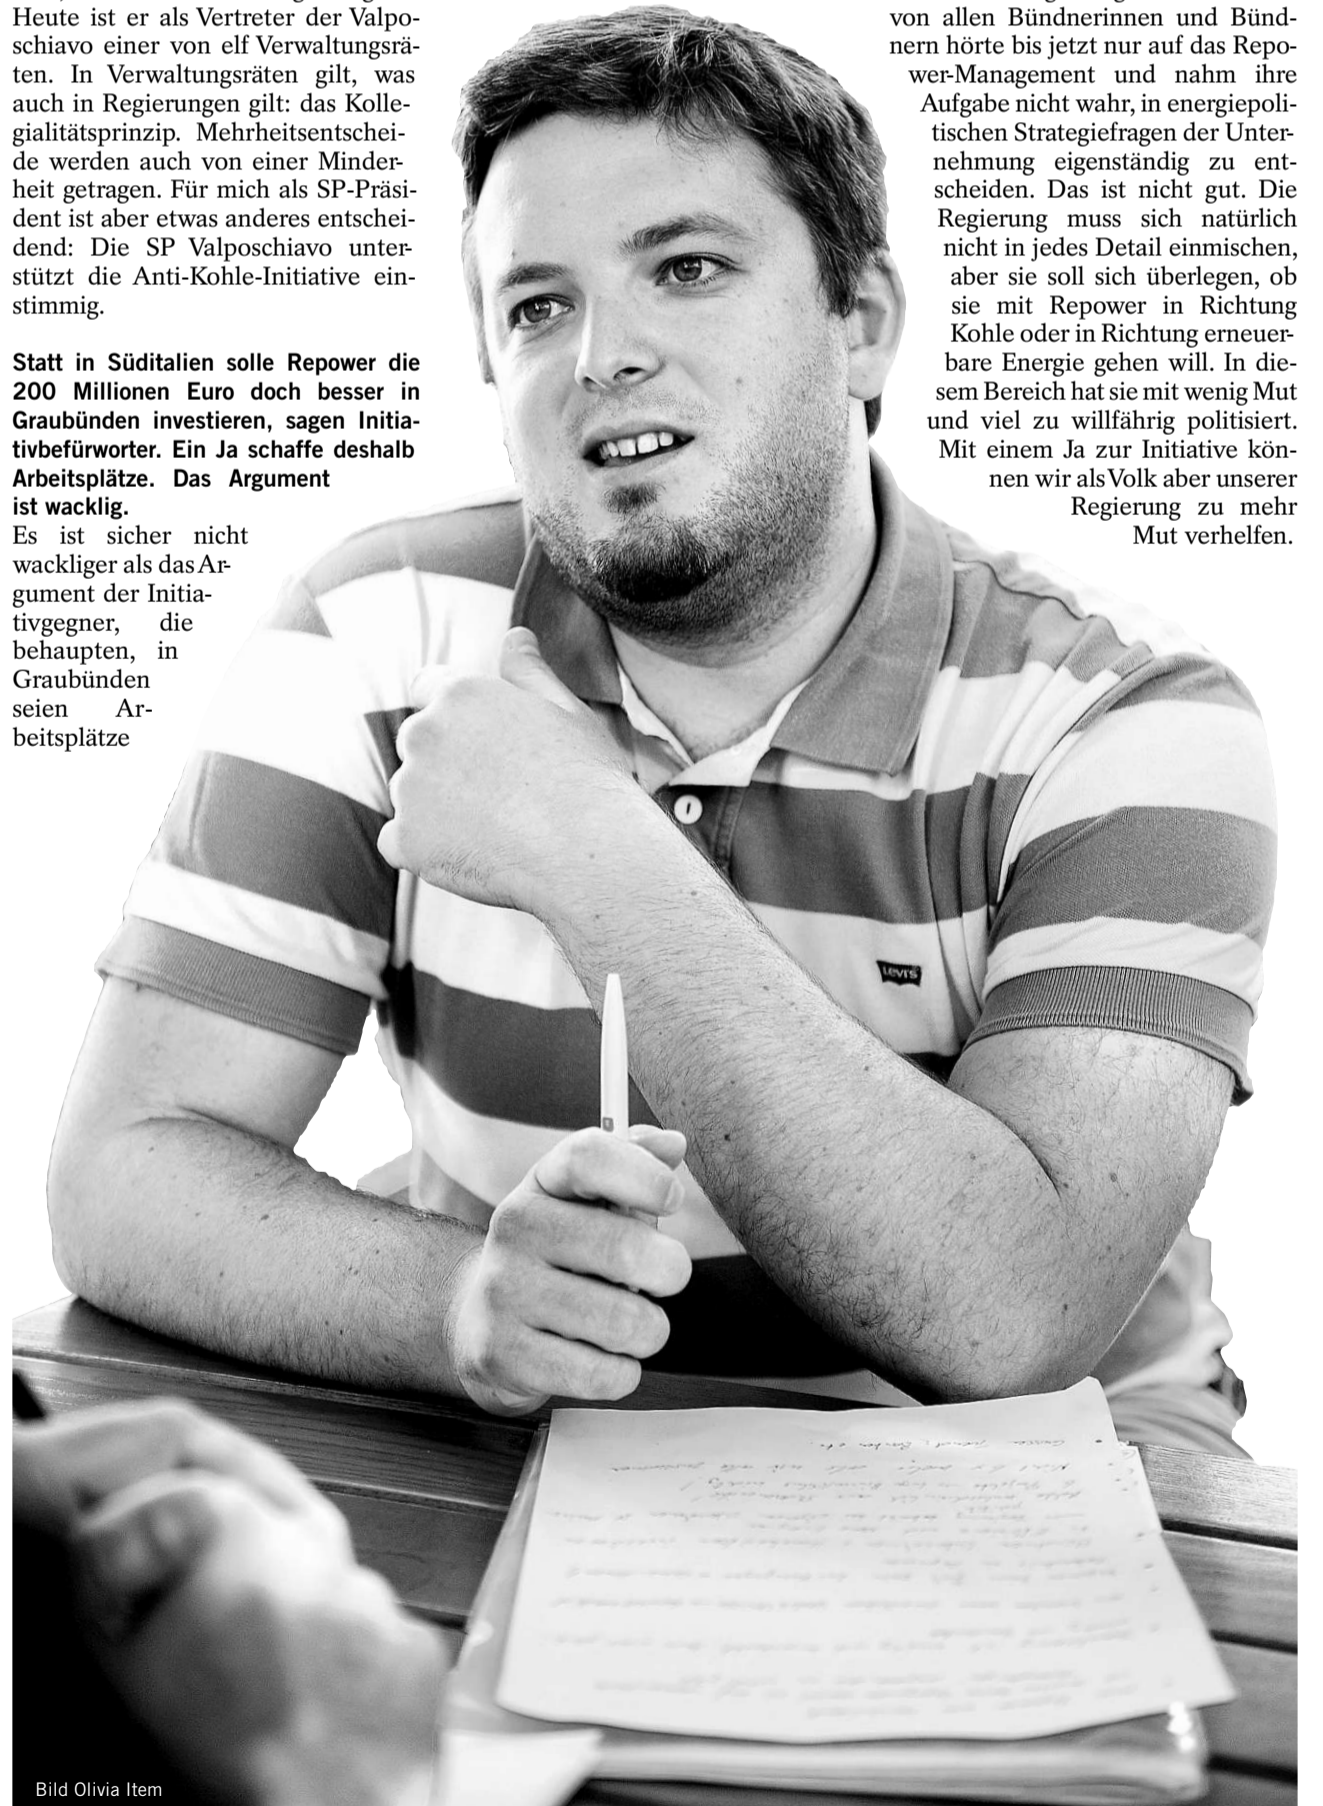 Heute ist er als Vertreter der Valpo-
schiavo einer von elf Verwaltungsrä-
ten. In Verwaltungsräten gilt, was
auch in Regierungen gilt: das Kolle-
gialitätsprinzip. Mehrheitsentschei-
de werden auch von einer Minder-
heit getragen. Für mich als SP-Präsi-
dent ist aber etwas anderes entschei-
dend: Die SP Valposchiavo unter-
stützt die Anti-Kohle-Initiative ein-
stimmig.
Statt in Süditalien solle Repower die
200 Millionen Euro doch besser in
Graubünden investieren, sagen Initia-
tivbefürworter. Ein Ja schaffe deshalb
Arbeitsplätze. Das Argument
ist wacklig.
Es ist sicher nicht
wackliger als das Ar-
gument der Initia-
tivgegner, die
behaupten, in
Graubünden
seien Ar-
beitsplätze
von allen Bündnerinnen und Bünd-
nern hörte bis jetzt nur auf das Repo-
wer-Management und nahm ihre
Aufgabe nicht wahr, in energiepoli-
tischen Strategiefragen der Unter-
nehmung eigenständig zu ent-
scheiden. Das ist nicht gut. Die
Regierung muss sich natürlich
nicht in jedes Detail einmischen,
aber sie soll sich überlegen, ob
sie mit Repower in Richtung
Kohle oder in Richtung erneuer-
bare Energie gehen will. In die-
sem Bereich hat sie mit wenig Mut
und viel zu willfährig politisiert.
Mit einem Ja zur Initiative kön-
nen wir als Volk aber unserer
Regierung zu mehr
Mut verhelfen.
Levi's
Bild Olivia Item